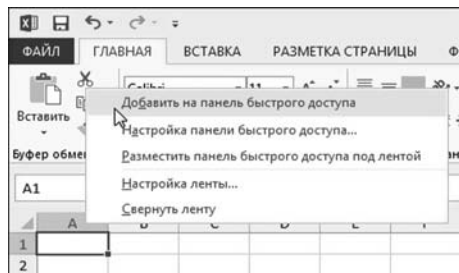 ФАЙЛ ГЛАВНАЯ ВСТАВКА РАЗМЕТКА СТРАНИЦЫ Ф
Calibri 11
Добавить на панель быстрого доступа
Вставить
Настройка панели быстрого доступа...
Буфер обме
Разместить панель быстрого доступа под лентой
Настройка ленты...
A1
Свернуть ленту
A
1
2